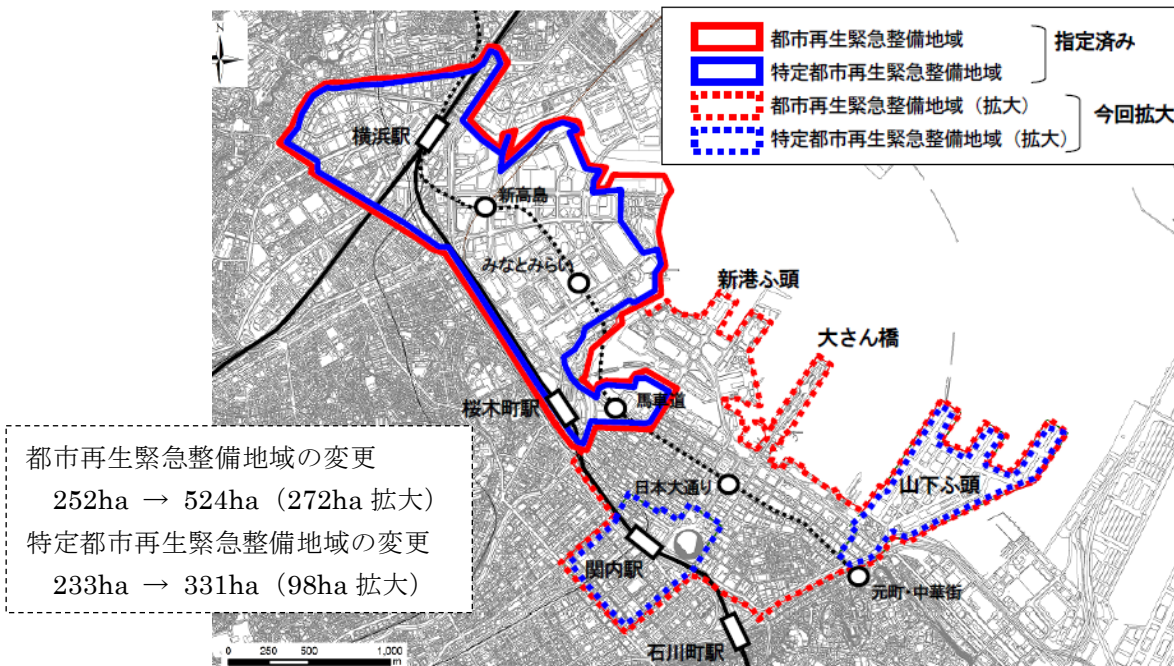 都市再生緊急整備地域
特定都市再生緊急整備地域
指定済み
都市再生緊急整備地域（拡大）
特定都市再生緊急整備地域（拡大）
今回拡大
Z
横浜駅
新高島
みなとみらい
新港ふ頭
大さん橋
桜木町駅
馬車道
日本大通り
山下ふ頭
関内駅
元町・中華街
石川町駅
都市再生緊急整備地域の変更
252ha → 524ha（272ha 拡大）
特定都市再生緊急整備地域の変更
233ha → 331ha（98ha 拡大）
0 250 500 1,000
m